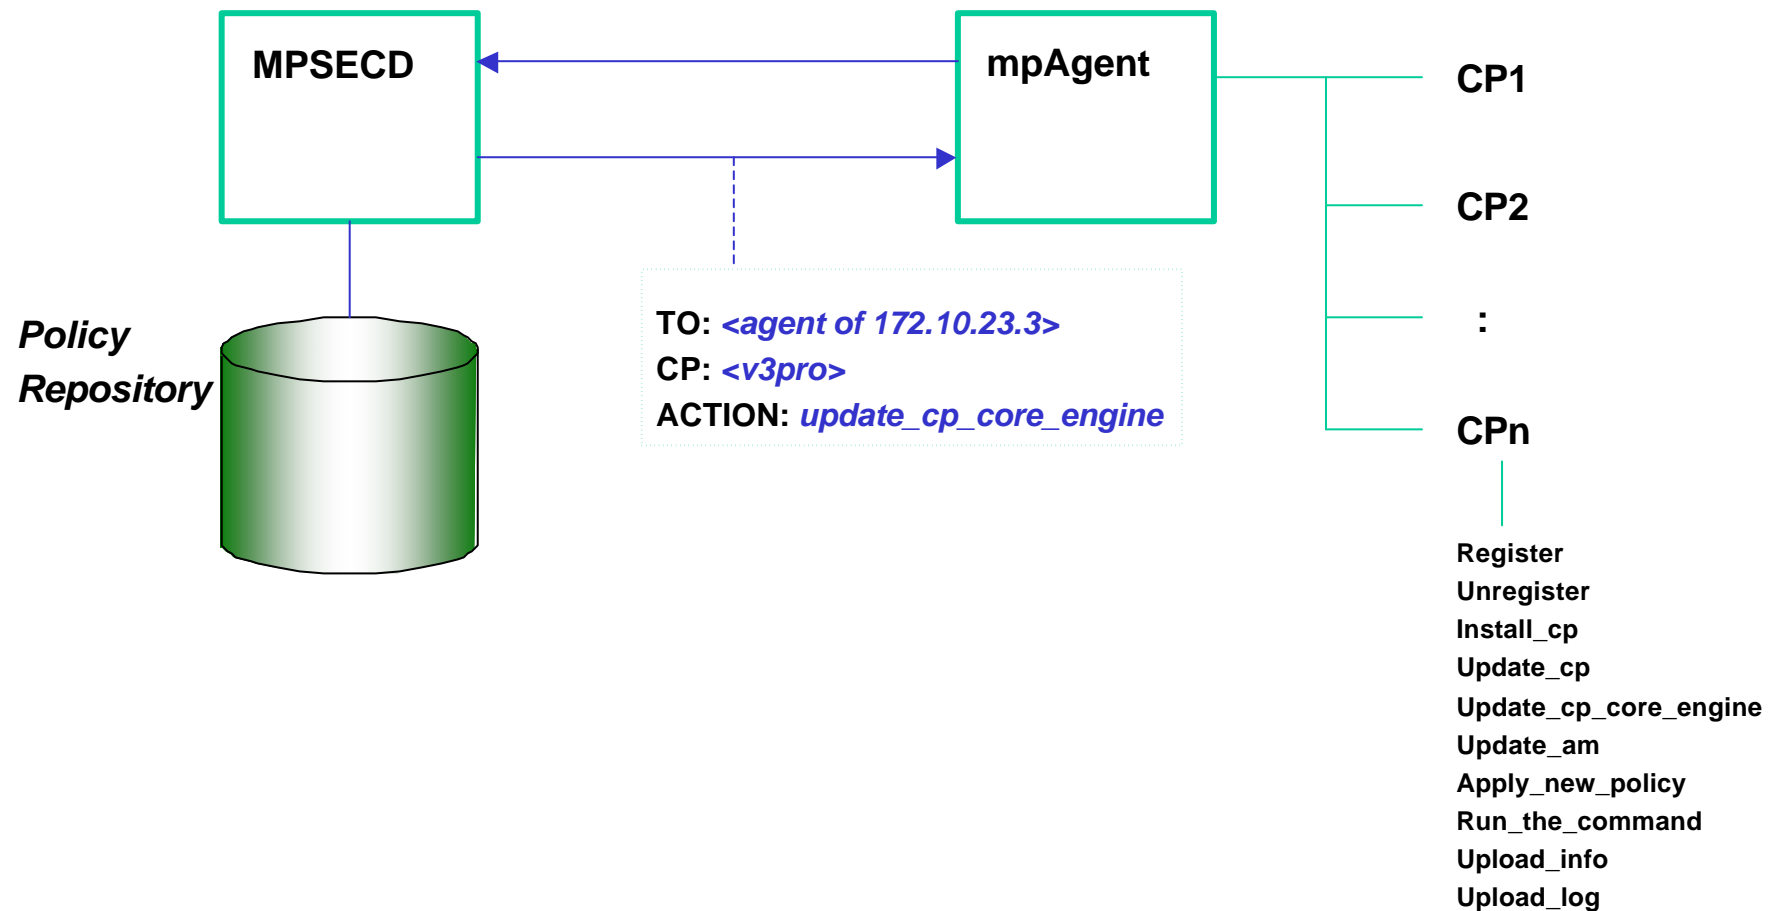 MPSECD
mpAgent
CP1
CP2
:
CPn
Policy
Repository
TO: <agent of 172.10.23.3>
CP: <v3pro>
ACTION: update_cp_core_engine
Register
Unregister
Install_cp
Update_cp
Update_cp_core_engine
Update_am
Apply_new_policy
Run_the_command
Upload_info
Upload_log